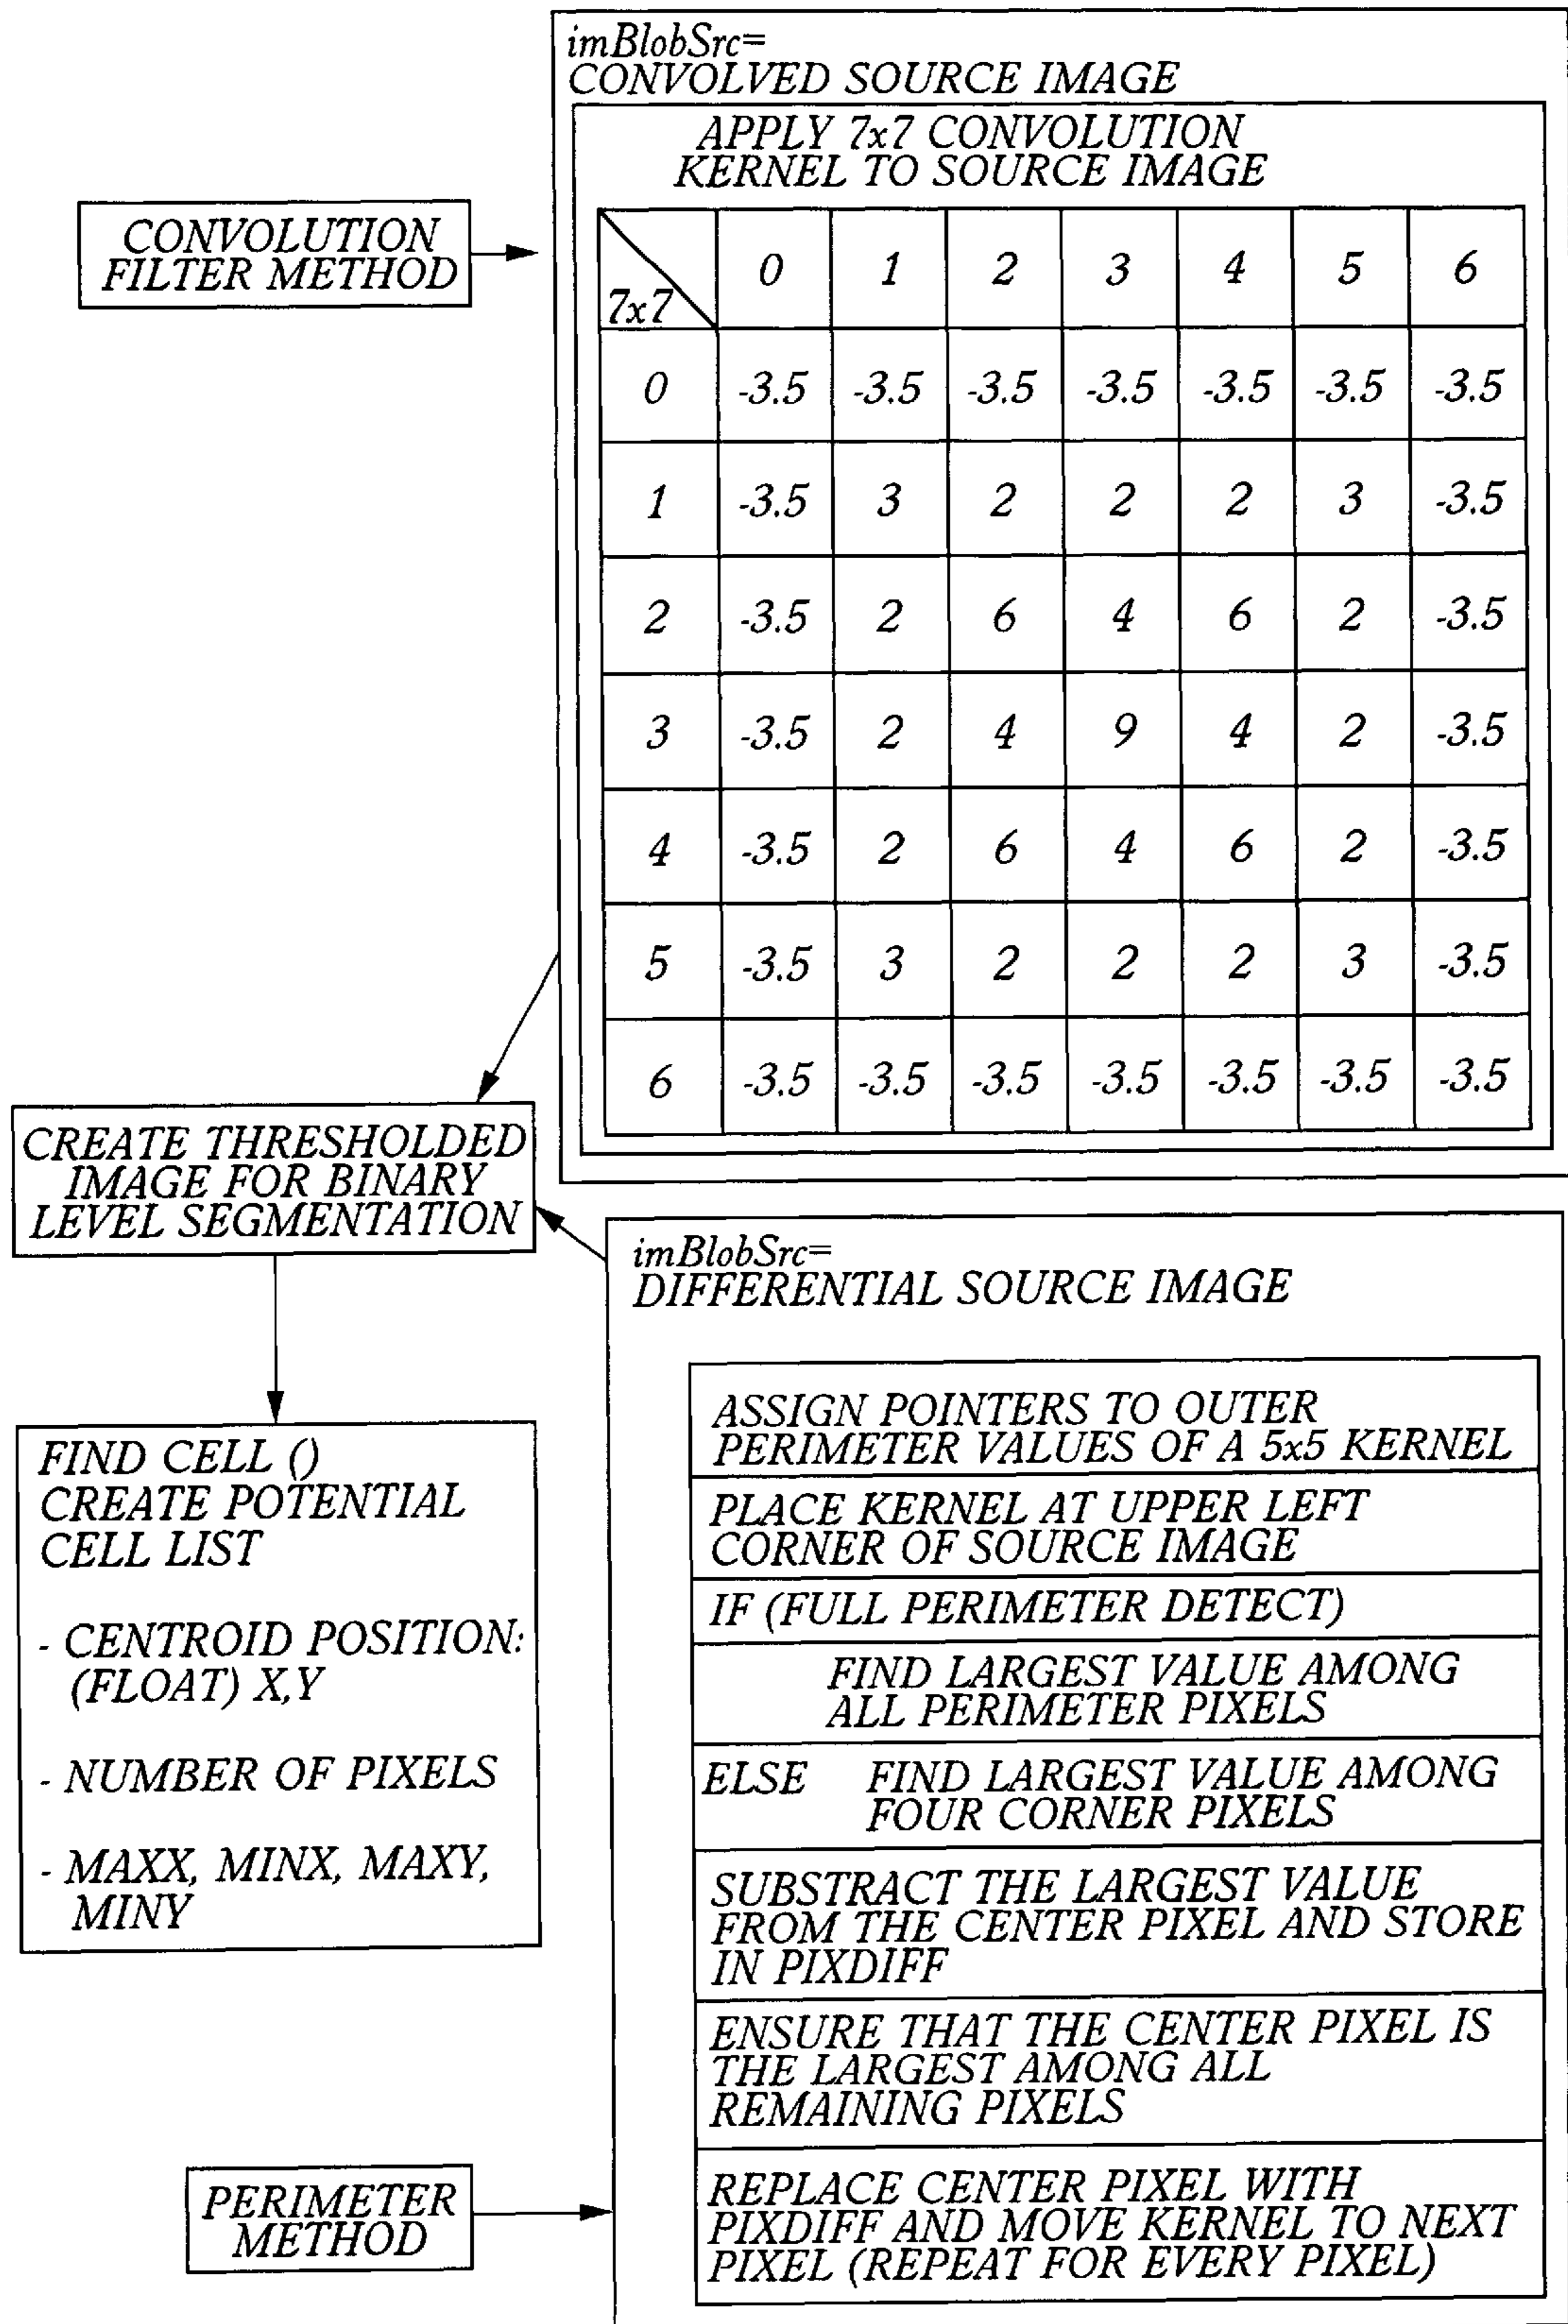 imBlobSrc=
CONVOLVED SOURCE IMAGE
APPLY 7x7 CONVOLUTION
KERNEL TO SOURCE IMAGE
CONVOLUTION
FILTER METHOD
7x7 0 1 2 3 4 5 6
0 -3.5 -3.5 -3.5 -3.5 -3.5 -3.5 -3.5
1 -3.5 3 2 2 2 3 -3.5
2 -3.5 2 6 4 6 2 -3.5
3 -3.5 2 4 9 4 2 -3.5
4 -3.5 2 6 4 6 2 -3.5
5 -3.5 3 2 2 2 3 -3.5
6 -3.5 -3.5 -3.5 -3.5 -3.5 -3.5 -3.5
CREATE THRESHOLDED
IMAGE FOR BINARY
LEVEL SEGMENTATION
FIND CELL ()
CREATE POTENTIAL
CELL LIST
- CENTROID POSITION:
(FLOAT) X,Y
- NUMBER OF PIXELS
- MAXX, MINX, MAXY,
MINY
imBlobSrc=
DIFFERENTIAL SOURCE IMAGE
ASSIGN POINTERS TO OUTER
PERIMETER VALUES OF A 5x5 KERNEL
PLACE KERNEL AT UPPER LEFT
CORNER OF SOURCE IMAGE
IF (FULL PERIMETER DETECT)
FIND LARGEST VALUE AMONG
ALL PERIMETER PIXELS
ELSE FIND LARGEST VALUE AMONG
FOUR CORNER PIXELS
SUBSTRACT THE LARGEST VALUE
FROM THE CENTER PIXEL AND STORE
IN PIXDIFF
ENSURE THAT THE CENTER PIXEL IS
THE LARGEST AMONG ALL
REMAINING PIXELS
REPLACE CENTER PIXEL WITH
PIXDIFF AND MOVE KERNEL TO NEXT
PIXEL (REPEAT FOR EVERY PIXEL)
PERIMETER
METHOD